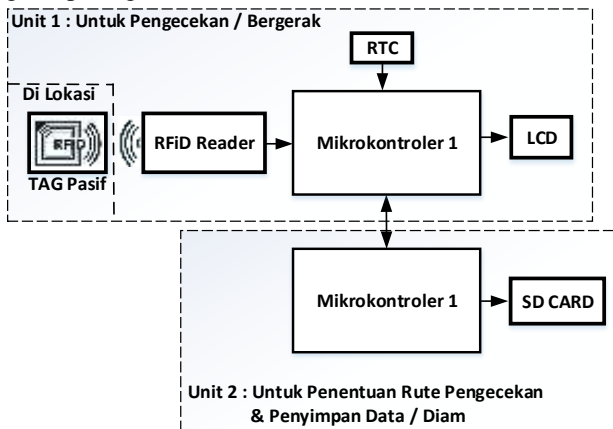 Unit 1 : Untuk Pengecekan / Bergerak
RTC
Di Lokasi
RFiD Reader
Mikrokontroler 1
LCD
TAG Pasif
Mikrokontroler 1
SD CARD
Unit 2 : Untuk Penentuan Rute Pengecekan
& Penyimpan Data / Diam